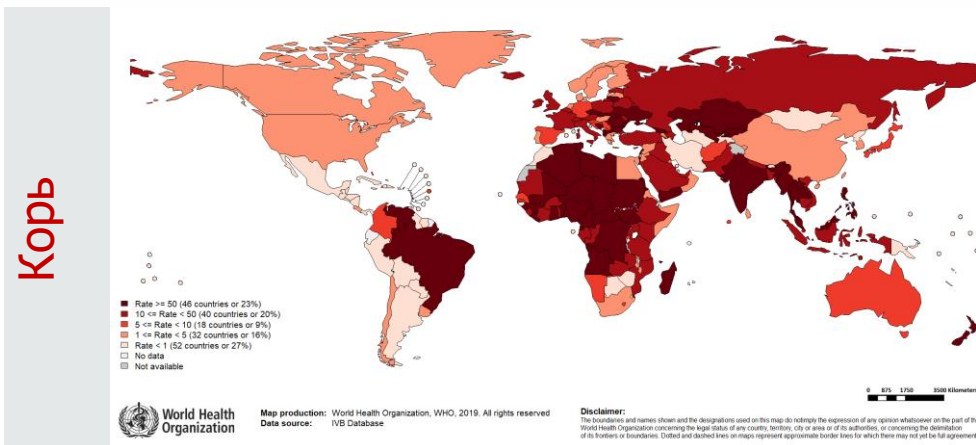 Корь
Rate >= 50 (46 countries or 23%)
10 <= Rate < 50 (40 countries or 20%)
5 <= Rate < 10 (18 countries or 9%)
1 <= Rate < 5 (32 countries or 16%)
Rate < 1 (52 countries or 27%)
No data
Not available
0 875 1750 3500 Kilometers
World Health
Organization
Map production: World Health Organization, WHO, 2019. All rights reserved
Data source: IVB Database
Disclaimer:
The boundaries and names shown and the designations used on this map do not imply the expression of any opinion whatsoever on the part of the
World Health Organization concerning the legal status of any country, territory, city or area or of its authorities, or concerning the delimitation
of its frontiers or boundaries. Dotted and dashed lines on maps represent approximate border lines for which there may not yet be full agreement